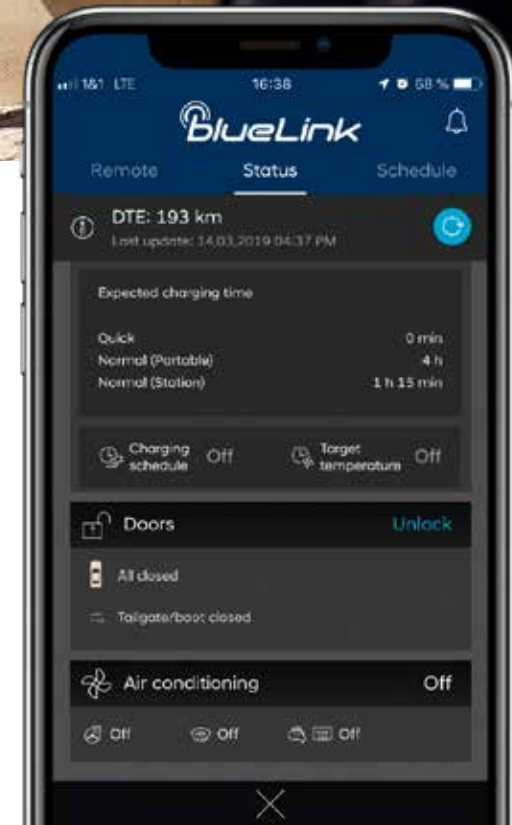 1&1 LTE 16:38 68 %
BlueLink
Remote Status Schedule
DTE: 193 km
Last update: 14.03.2019 04:37 PM
Expected charging time
Quick 0 min
Normal (Portable) 4 h
Normal (Station) 1 h 15 min
Charging schedule Off Target temperature Off
Doors Unlock
All closed
Tailgate/boot closed
Air conditioning Off
Off Off Off